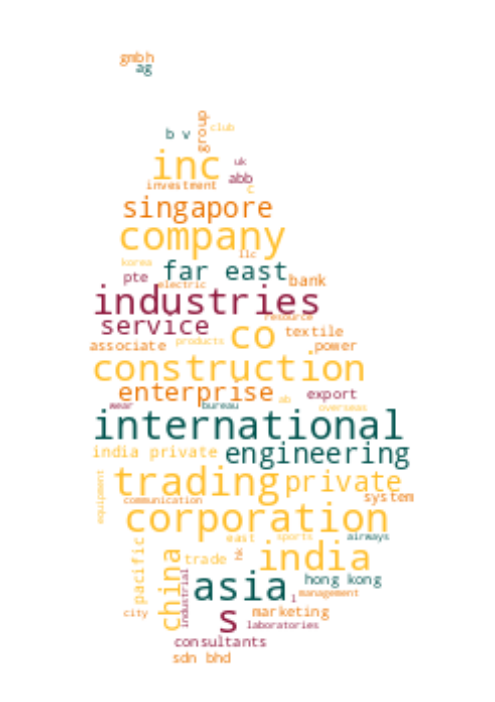 gmbh
ag
group
club
b v
inc
uk
abb
investment
c
singapore
company
llc
korea
far east
pte
electric
bank
industries
resource
service
co
textile
associate
products
power
construction
enterprise
ab
export
wear
bureau
overseas
international
india private
engineering
equipment
trading
private
system
communication
corporation
pacific
east
sports
airways
china
trade
india
industrial
asia
hong kong
l
management
city
s
marketing
laboratories
consultants
sdn bhd